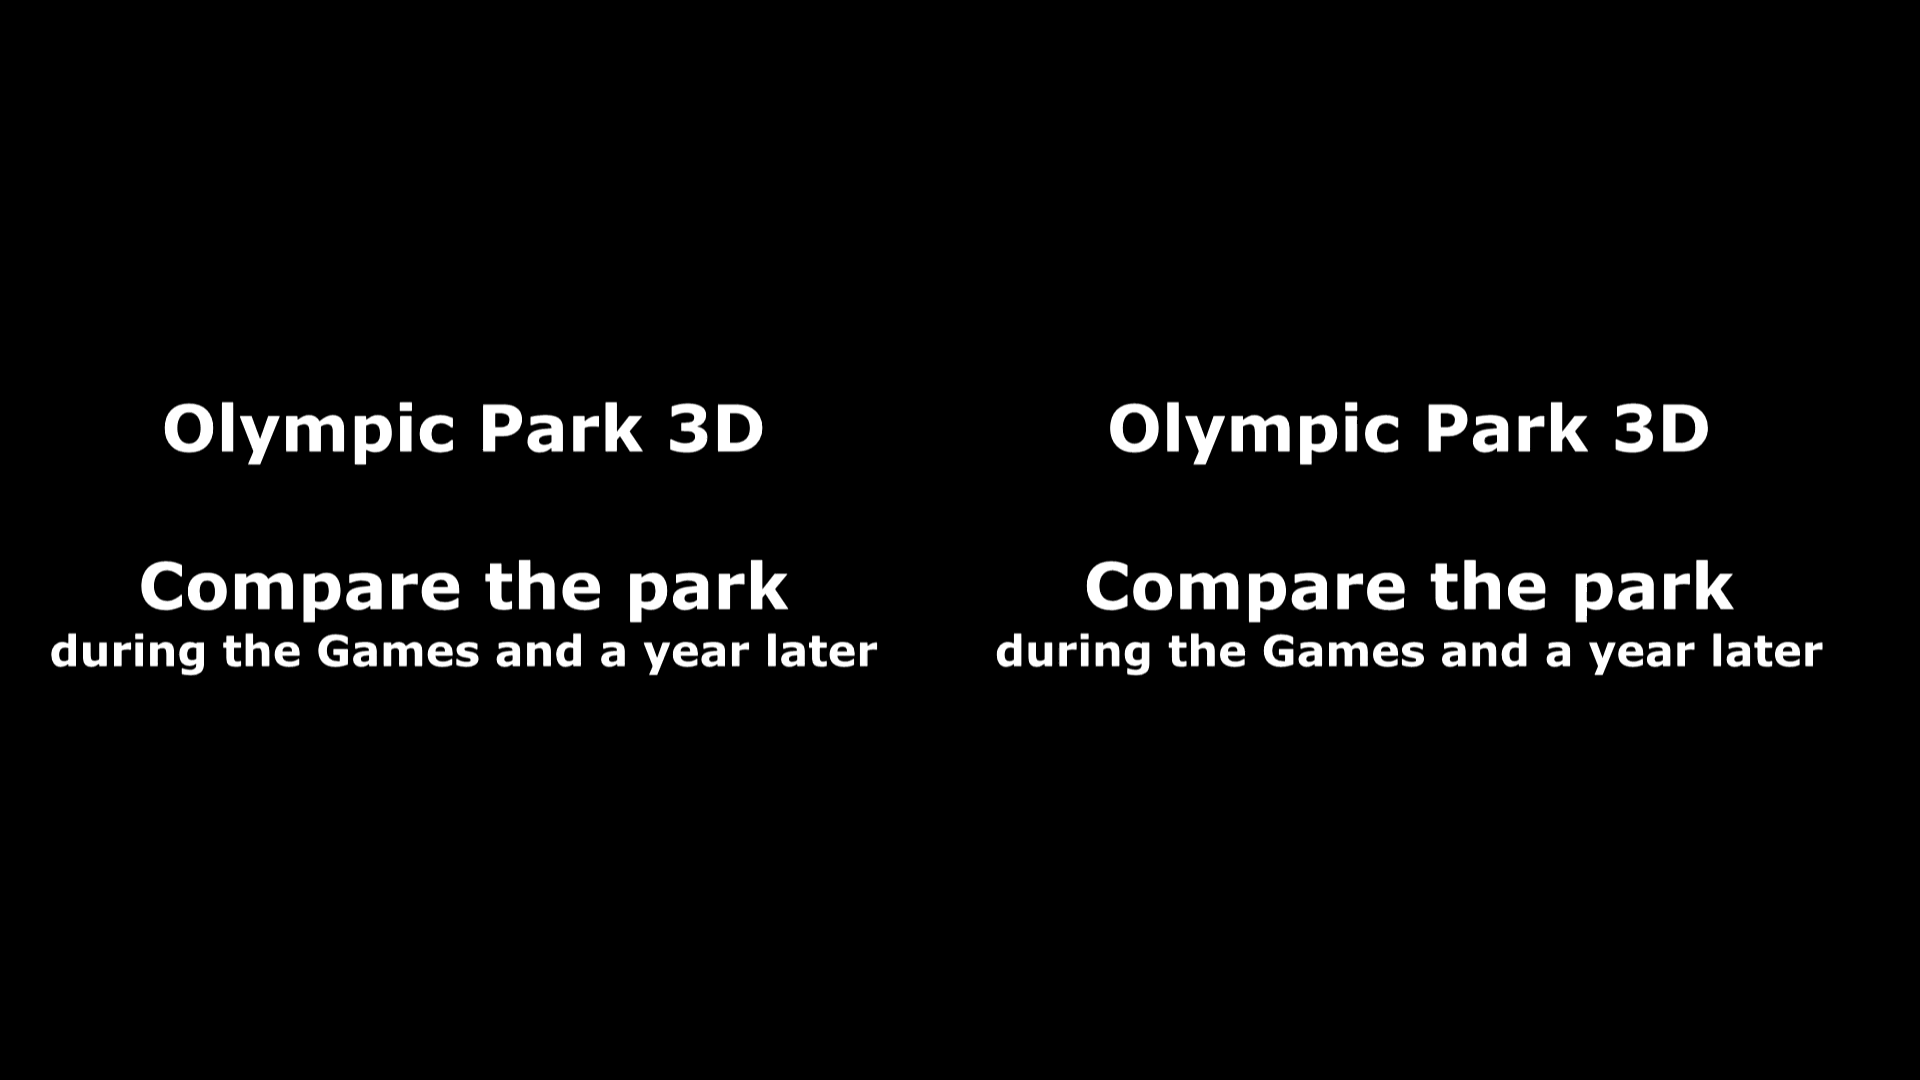 Olympic Park 3D
Compare the park
during the Games and a year later
Olympic Park 3D
Compare the park
during the Games and a year later